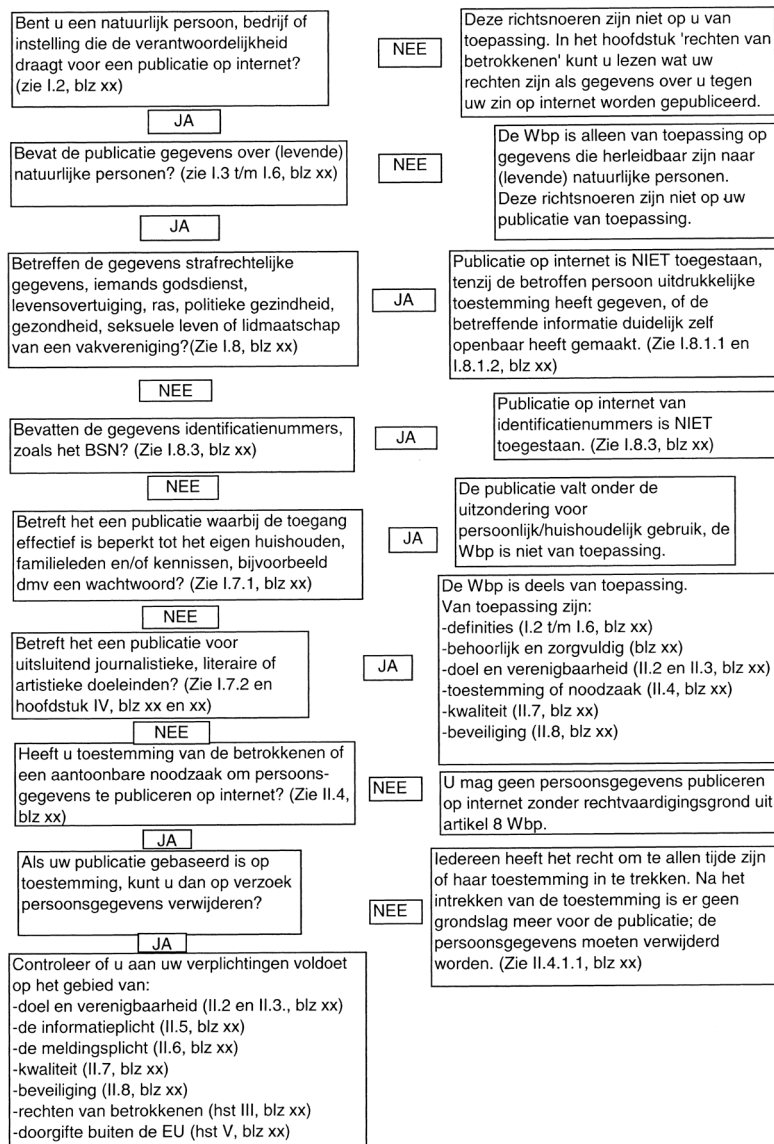 Bent u een natuurlijk persoon, bedrijf of
instelling die de verantwoordelijkheid
draagt voor een publicatie op internet?
(zie I.2, blz xx)
NEE
Deze richtsnoeren zijn niet op u van
toepassing. In het hoofdstuk 'rechten van
betrokkenen' kunt u lezen wat uw
rechten zijn als gegevens over u tegen
uw zin op internet worden gepubliceerd.
JA
Bevat de publicatie gegevens over (levende)
natuurlijke personen? (zie I.3 t/m I.6, blz xx)
NEE
De Wbp is alleen van toepassing op
gegevens die herleidbaar zijn naar
(levende) natuurlijke personen.
Deze richtsnoeren zijn niet op uw
publicatie van toepassing.
JA
Betreffen de gegevens strafrechtelijke
gegevens, iemands godsdienst,
levensovertuiging, ras, politieke gezindheid,
gezondheid, seksuele leven of lidmaatschap
van een vakvereniging?(Zie I.8, blz xx)
JA
Publicatie op internet is NIET toegestaan,
tenzij de betroffen persoon uitdrukkelijke
toestemming heeft gegeven, of de
betreffende informatie duidelijk zelf
openbaar heeft gemaakt. (Zie I.8.1.1 en
I.8.1.2, blz xx)
NEE
Bevatten de gegevens identificatienummers,
zoals het BSN? (Zie I.8.3, blz xx)
JA
Publicatie op internet van
identificatienummers is NIET
toegestaan. (Zie I.8.3, blz xx)
NEE
Betreft het een publicatie waarbij de toegang
effectief is beperkt tot het eigen huishouden,
familieleden en/of kennissen, bijvoorbeeld
dmv een wachtwoord? (Zie I.7.1, blz xx)
JA
De publicatie valt onder de
uitzondering voor
persoonlijk/huishoudelijk gebruik, de
Wbp is niet van toepassing.
NEE
Betreft het een publicatie voor
uitsluitend journalistieke, literaire of
artistieke doeleinden? (Zie I.7.2 en
hoofdstuk IV, blz xx en xx)
JA
De Wbp is deels van toepassing.
Van toepassing zijn:
-definities (I.2 t/m I.6, blz xx)
-behoorlijk en zorgvuldig (blz xx)
-doel en verenigbaarheid (II.2 en II.3, blz xx)
-toestemming of noodzaak (II.4, blz xx)
-kwaliteit (II.7, blz xx)
-beveiliging (II.8, blz xx)
NEE
Heeft u toestemming van de betrokkenen of
een aantoonbare noodzaak om persoons-
gegevens te publiceren op internet? (Zie II.4,
blz xx)
NEE
U mag geen persoonsgegevens publiceren
op internet zonder rechtvaardigingsgrond uit
artikel 8 Wbp.
JA
Als uw publicatie gebaseerd is op
toestemming, kunt u dan op verzoek
persoonsgegevens verwijderen?
NEE
Iedereen heeft het recht om te allen tijde zijn
of haar toestemming in te trekken. Na het
intrekken van de toestemming is er geen
grondslag meer voor de publicatie; de
persoonsgegevens moeten verwijderd
worden. (Zie II.4.1.1, blz xx)
JA
Controleer of u aan uw verplichtingen voldoet
op het gebied van:
-doel en verenigbaarheid (II.2 en II.3., blz xx)
-de informatieplicht (II.5, blz xx)
-de meldingsplicht (II.6, blz xx)
-kwaliteit (II.7, blz xx)
-beveiliging (II.8, blz xx)
-rechten van betrokkenen (hst III, blz xx)
-doorgifte buiten de EU (hst V, blz xx)